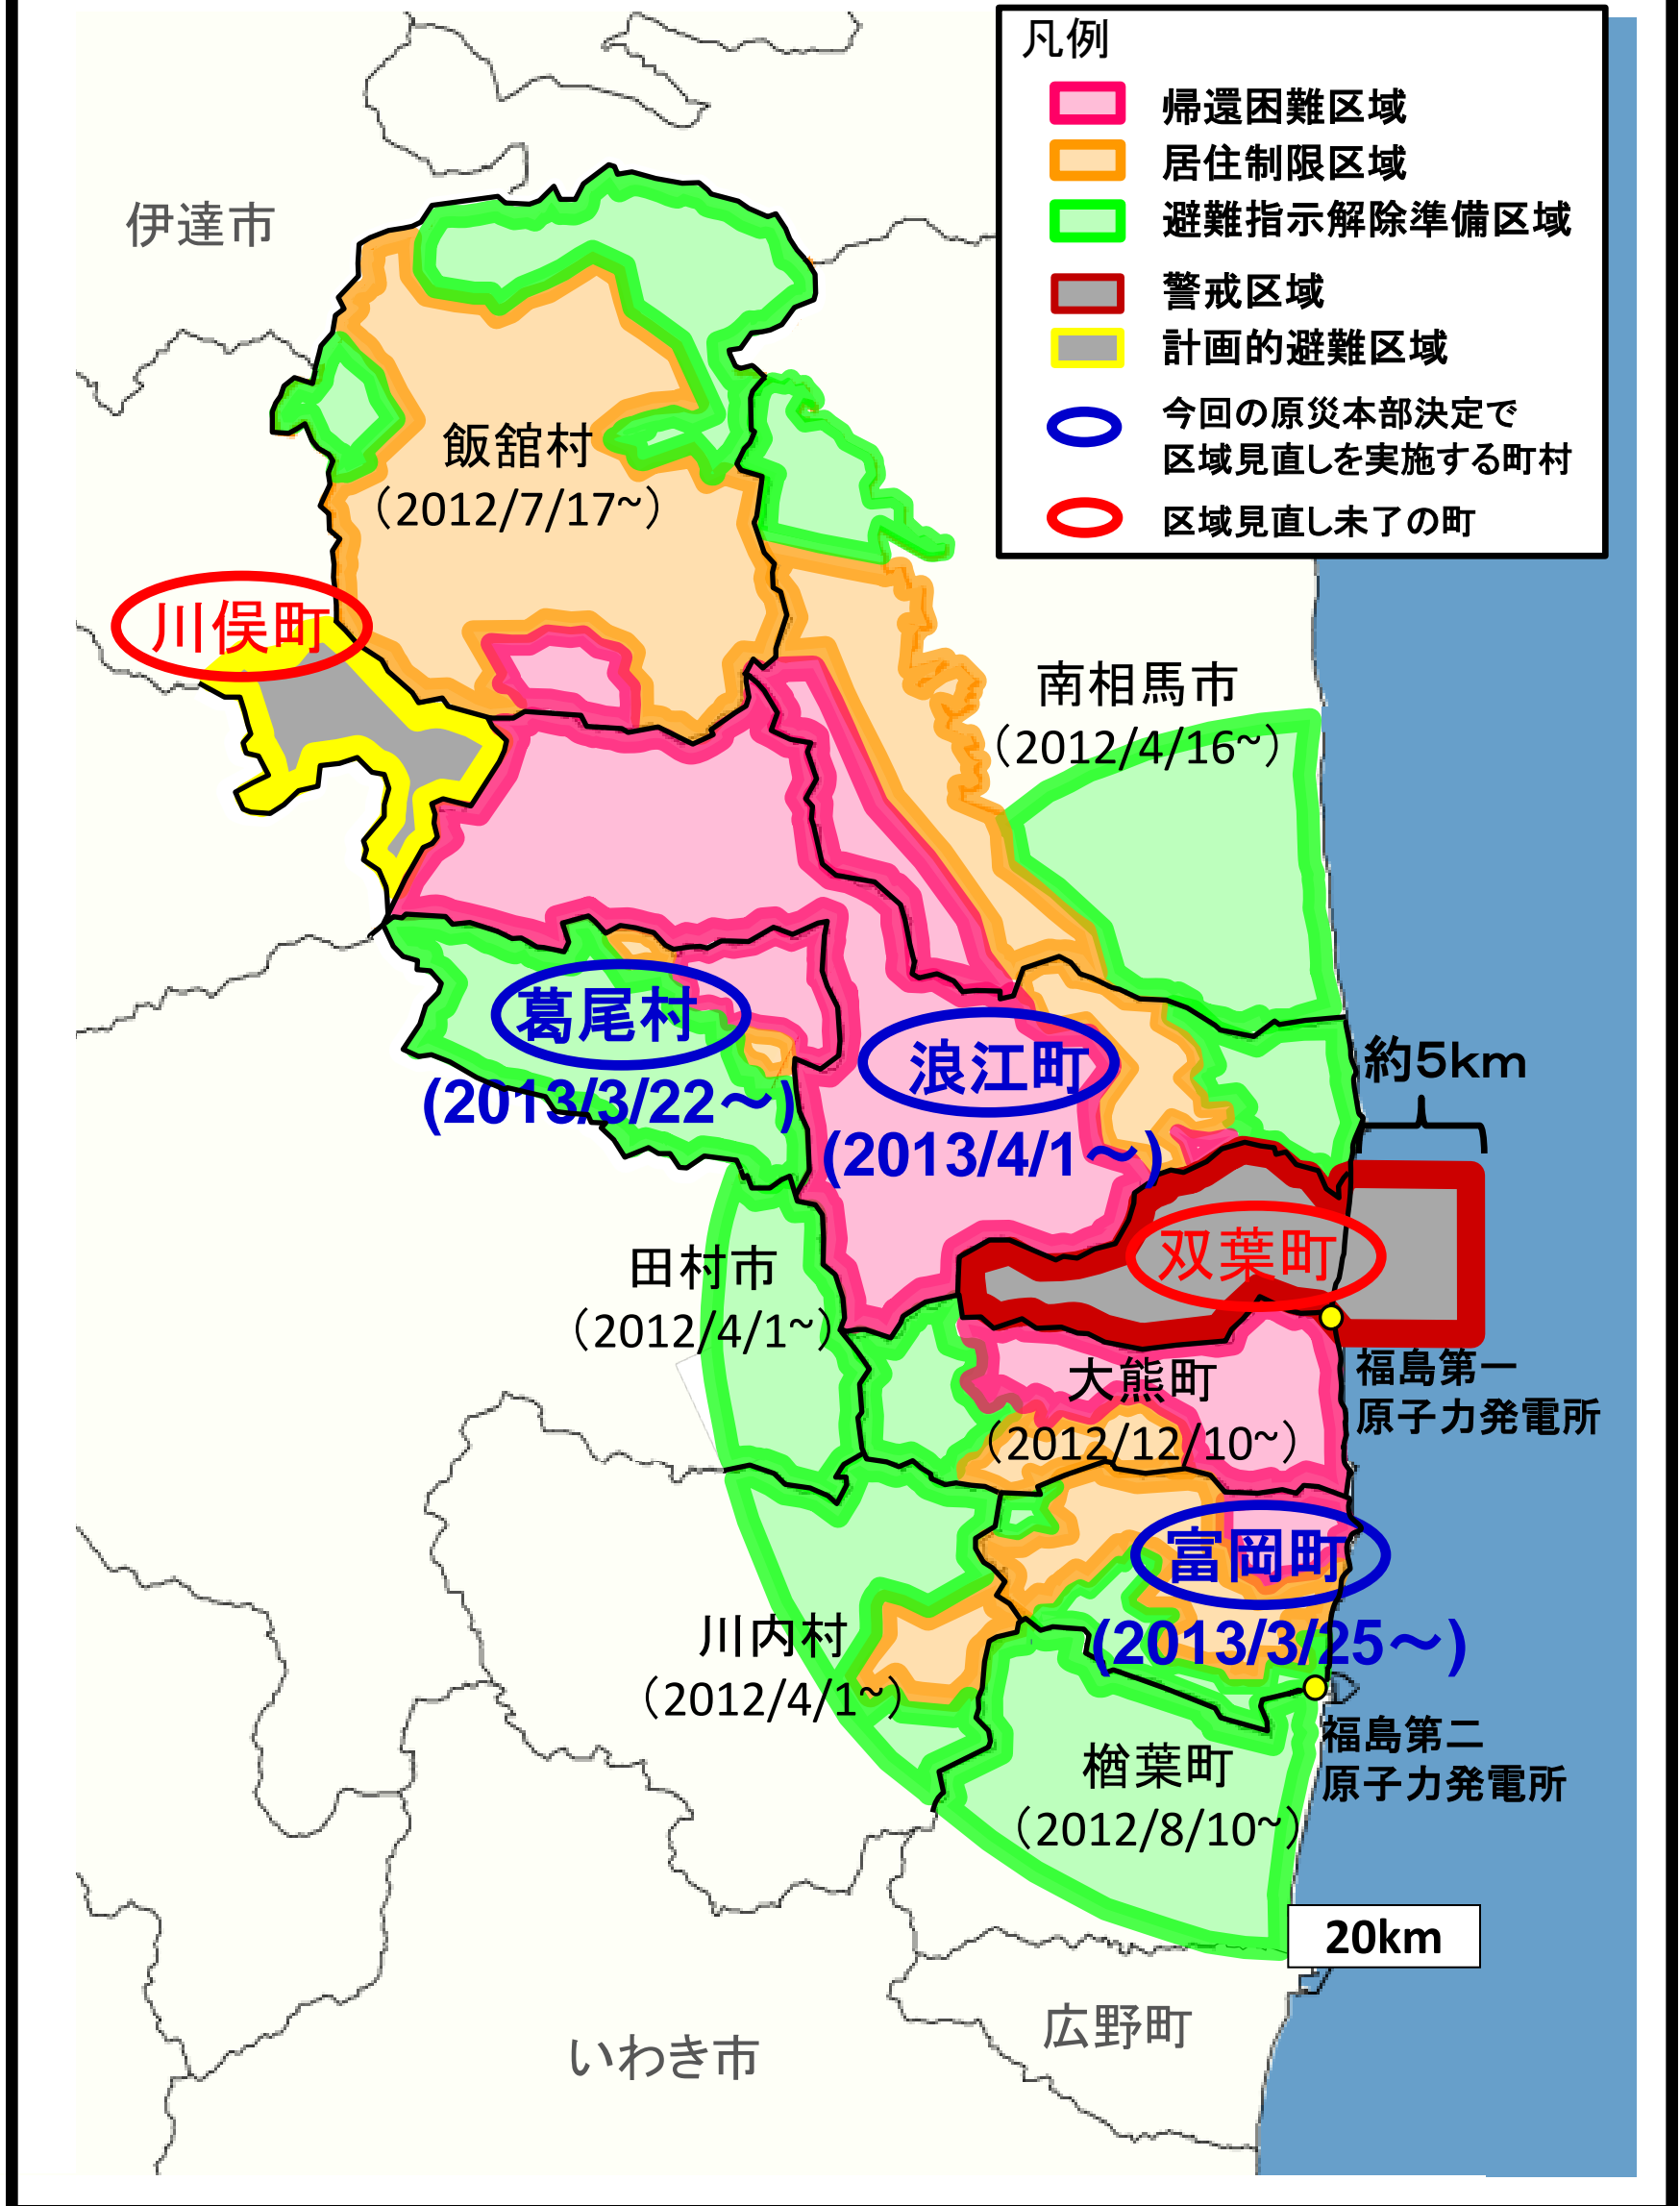 凡例
帰還困難区域
居住制限区域
避難指示解除準備区域
警戒区域
計画的避難区域
今回の原災本部決定で
区域見直しを実施する町村
区域見直し未了の町
伊達市
飯舘村
（2012/7/17~）
川俣町
南相馬市
（2012/4/16~）
葛尾村
(2013/3/22～)
浪江町
(2013/4/1～)
約5km
双葉町
田村市
（2012/4/1~）
福島第一
原子力発電所
大熊町
（2012/12/10~）
富岡町
(2013/3/25～)
川内村
（2012/4/1~）
福島第二
原子力発電所
楢葉町
（2012/8/10~）
20km
広野町
いわき市